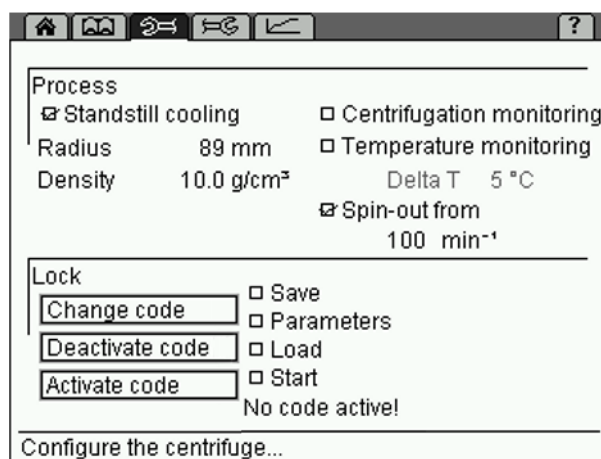 ?
Process
Standstill cooling
Radius 89 mm
Density 10.0 g/cm³
Centrifugation monitoring
Temperature monitoring
Delta T 5 °C
Spin-out from
100 min⁻¹
Lock
Change code
Deactivate code
Activate code
Save
Parameters
Load
Start
No code active!
Configure the centrifuge...